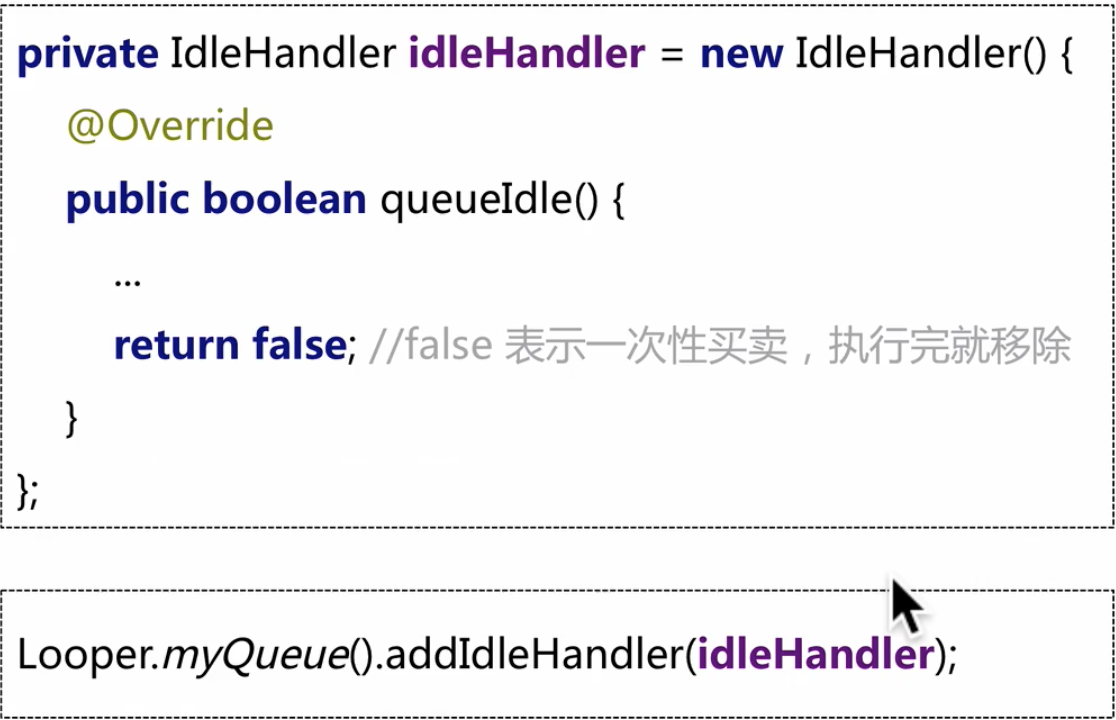 private IdleHandler idleHandler = new IdleHandler() {
@Override
public boolean queueIdle() {
...
return false; //false 表示一次性买卖，执行完就移除
}
};
Looper.myQueue().addIdleHandler(idleHandler);